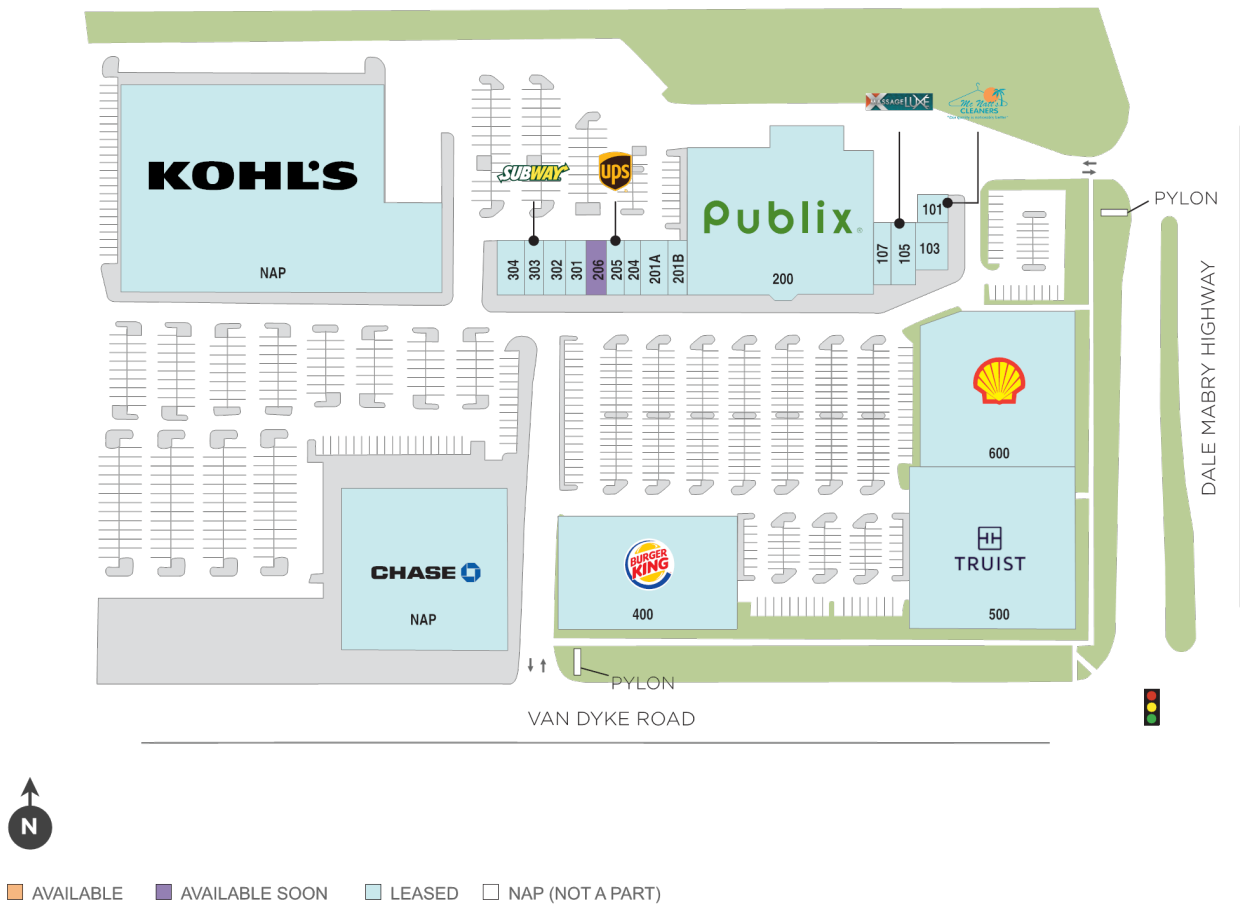 MASSAGE LUXE
Mc Natt's
CLEANERS
KOHL'S
NAP
SUBWAY
ups
Publix
200
304
303
302
301
206
205
204
201A
201B
107
105
101
103
PYLON
DALE MABRY HIGHWAY
600
TRUIST
500
BURGER
KING
400
CHASE
NAP
PYLON
VAN DYKE ROAD
N
AVAILABLE
AVAILABLE SOON
LEASED
NAP (NOT A PART)